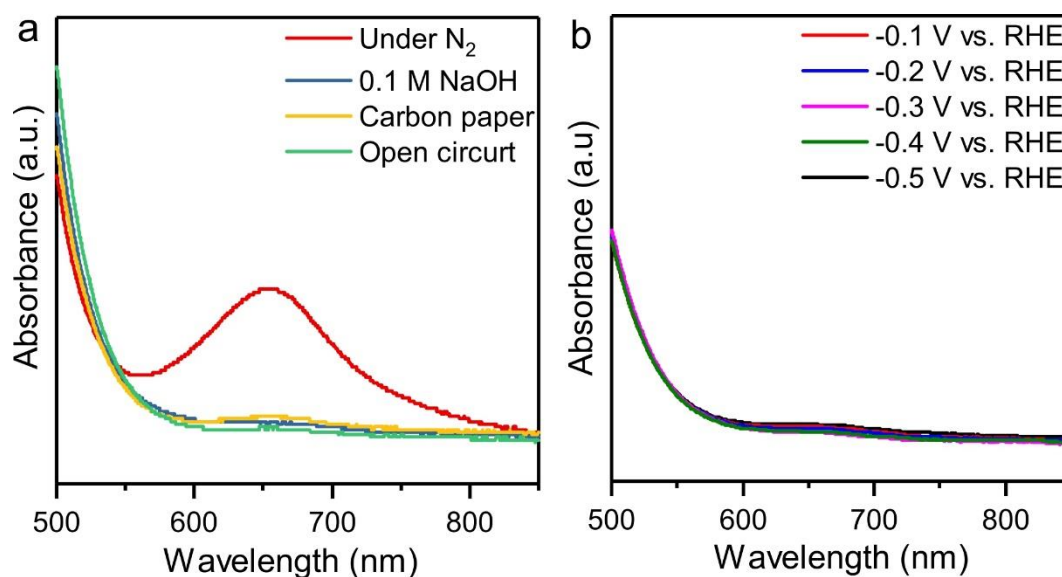 a
Under N₂
0.1 M NaOH
Carbon paper
Open circurt
Absorbance (a.u.)
500 600 700 800
Wavelength (nm)
b
-0.1 V vs. RHE
-0.2 V vs. RHE
-0.3 V vs. RHE
-0.4 V vs. RHE
-0.5 V vs. RHE
Absorbance (a.u)
500 600 700 800
Wavelength (nm)